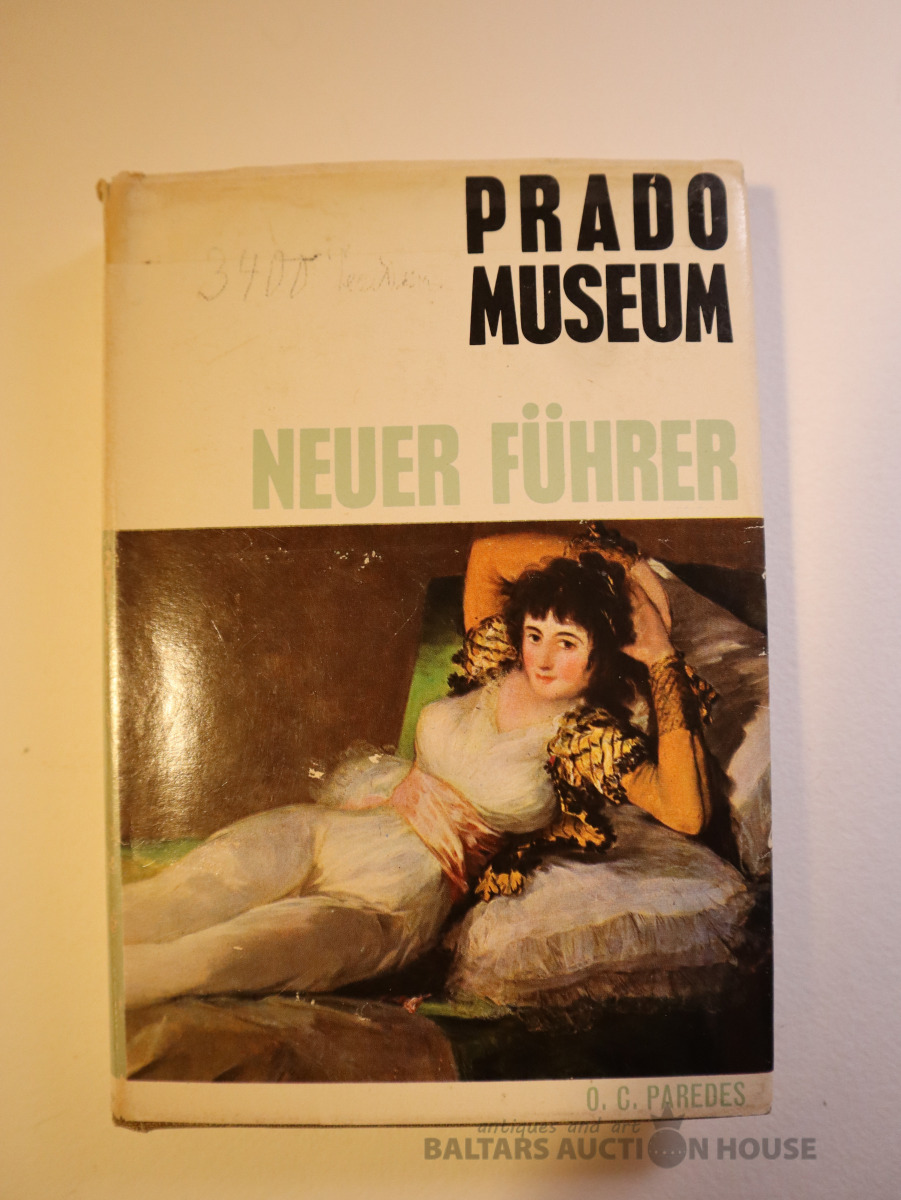 PRADO
MUSEUM
3400
NEUER FÜHRER
O. C. PAREDES
antiques and art
BALTARS AUCTION HOUSE